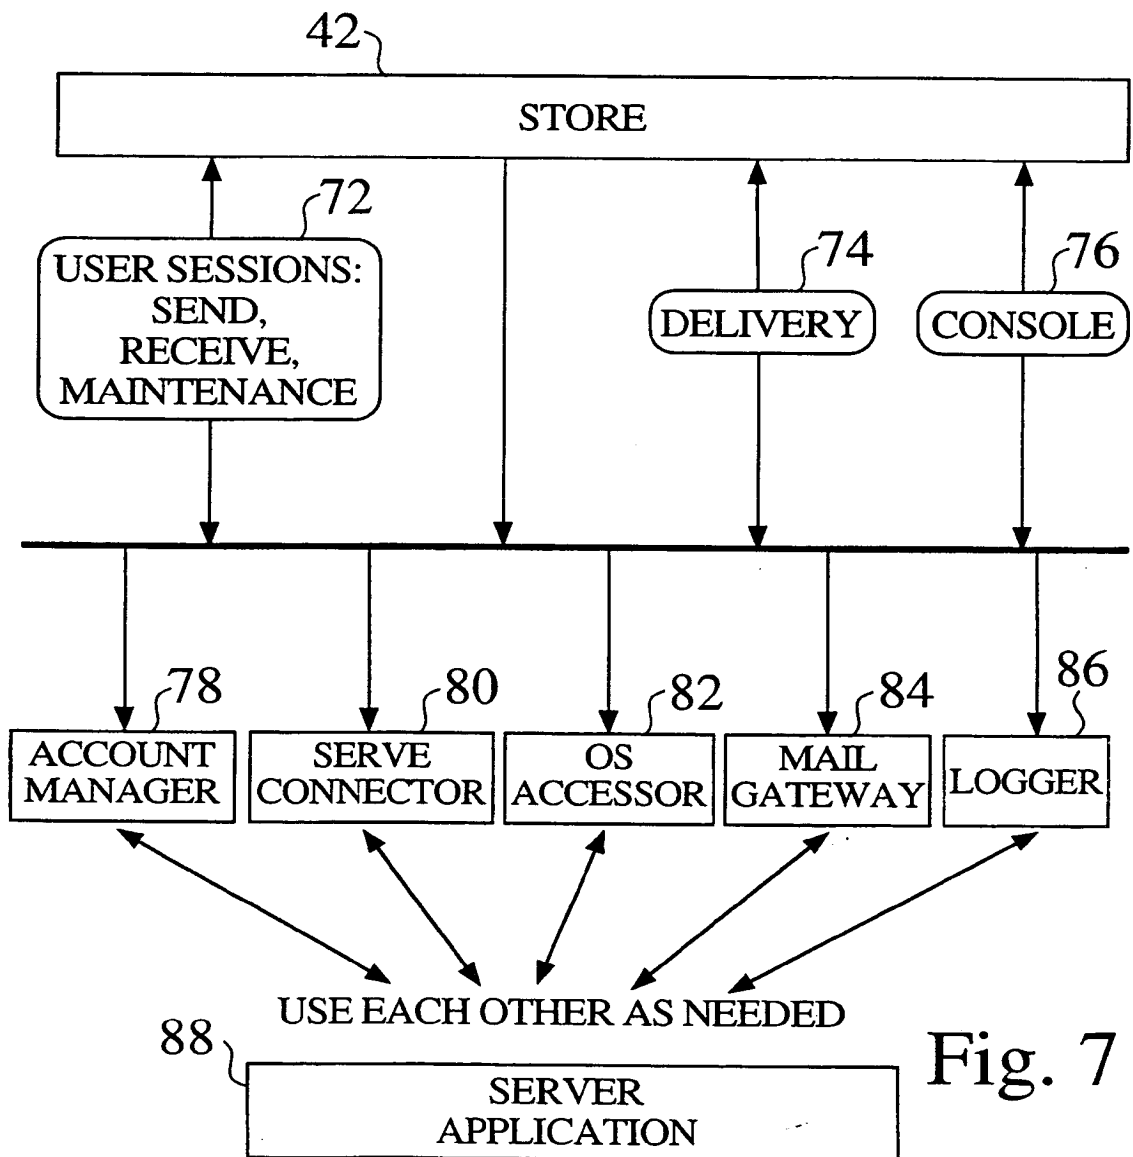 42
STORE
72
USER SESSIONS:
SEND,
RECEIVE,
MAINTENANCE
74
DELIVERY
76
CONSOLE
78
ACCOUNT
MANAGER
80
SERVE
CONNECTOR
82
OS
ACCESSOR
84
MAIL
GATEWAY
86
LOGGER
USE EACH OTHER AS NEEDED
88
SERVER
APPLICATION
Fig. 7